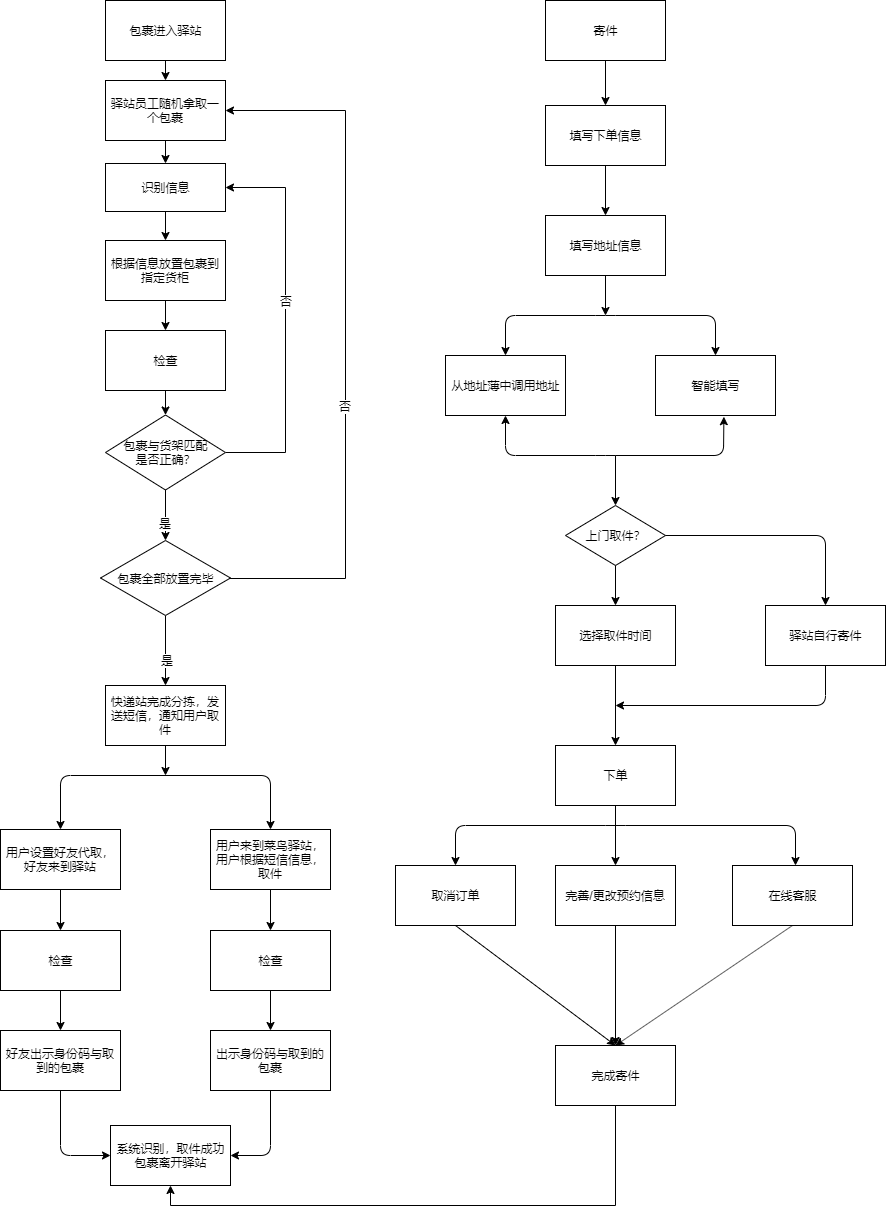 包裹进入驿站
驿站员工随机拿取一
个包裹
识别信息
根据信息放置包裹到
指定货柜
否
检查
否
包裹与货架匹配
是否正确?
是
包裹全部放置完毕
是
快递站完成分拣，发
送短信，通知用户取
件
用户设置好友代取，
好友来到驿站
用户来到菜鸟驿站，
用户根据短信信息，
取件
检查
检查
好友出示身份码与取
到的包裹
出示身份码与取到的
包裹
系统识别，取件成功
包裹离开驿站
寄件
填写下单信息
填写地址信息
从地址薄中调用地址
智能填写
上门取件?
选择取件时间
驿站自行寄件
下单
取消订单
完善/更改预约信息
在线客服
完成寄件